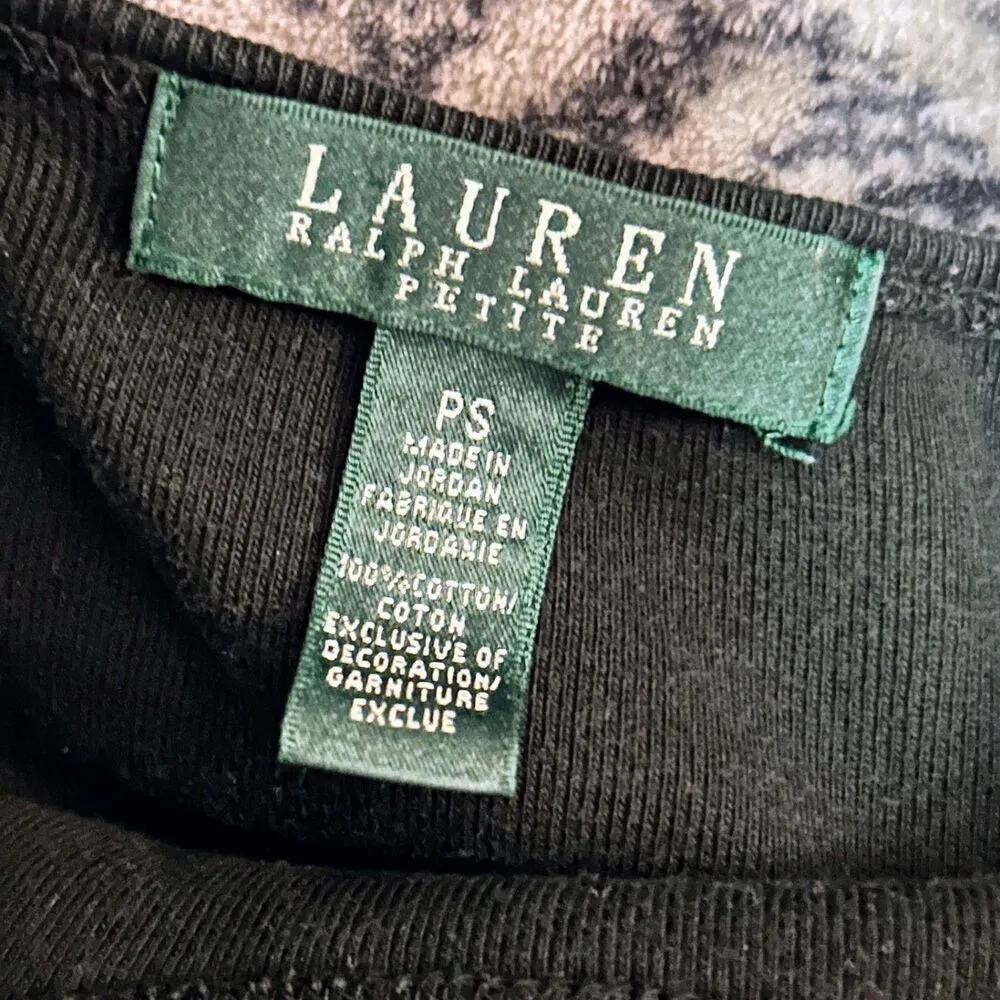 LAUREN
RALPH LAUREN
PETITE
PS
MADE IN
JORDAN
FABRIQUE EN
JORDANIE
100% COTTON/
COTON
EXCLUSIVE OF
DECORATION/
GARNITURE
EXCLUE